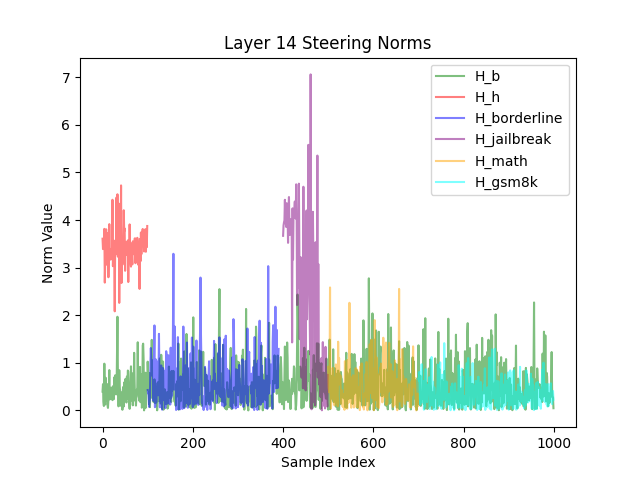 Layer 14 Steering Norms
H_b
H_h
H_borderline
H_jailbreak
H_math
H_gsm8k
Norm Value
7
6
5
4
3
2
1
0
0 200 400 600 800 1000
Sample Index